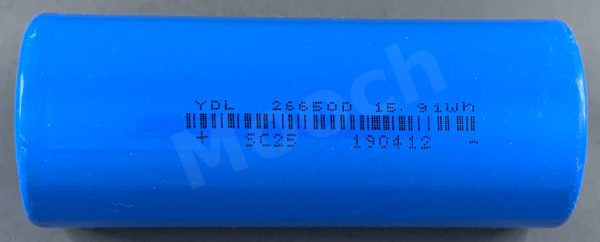 YDL 26650D 15.91Wh
+ SC25 190412 ~
Mooch